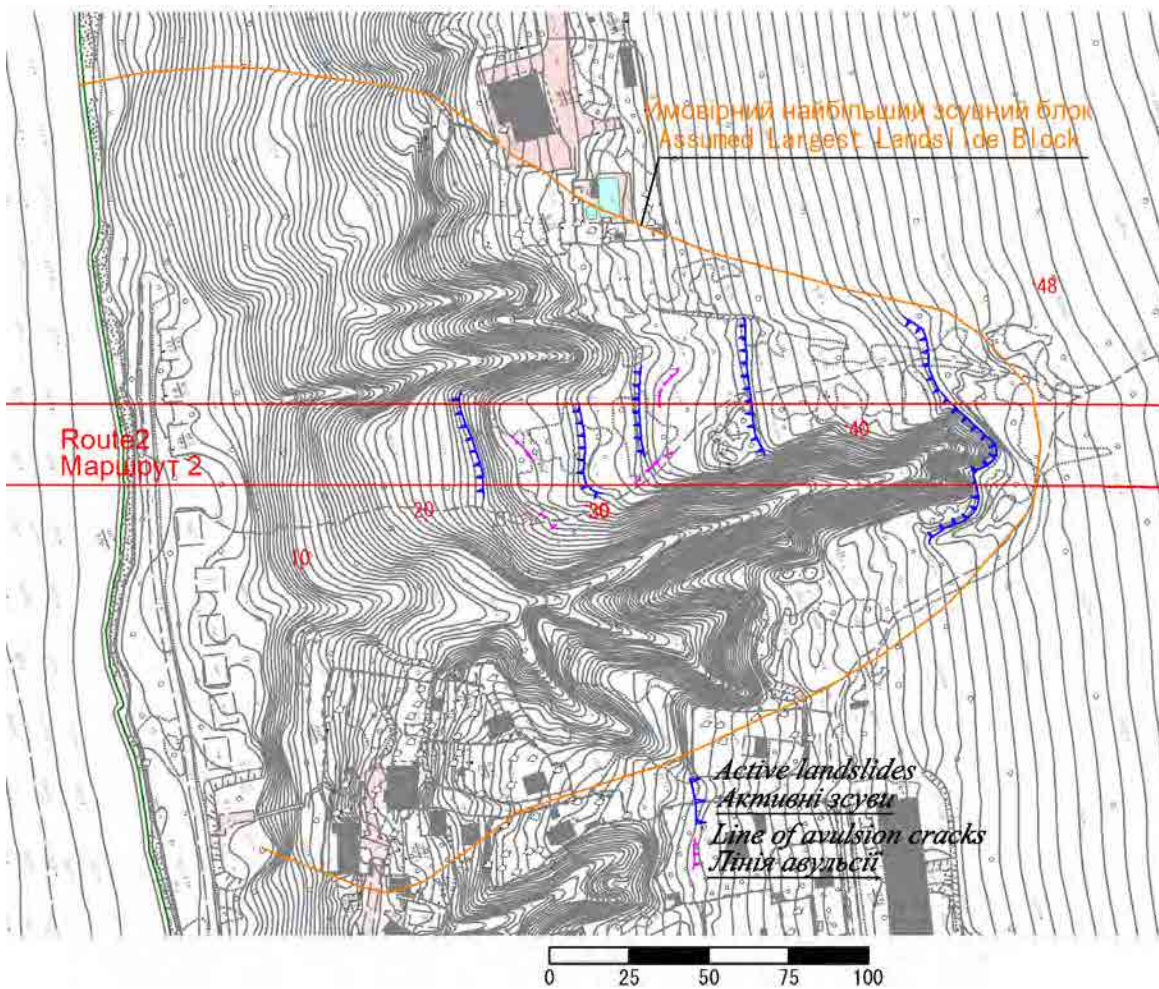 Ймовірний найбільший зсувний блок
Assumed Largest Landslide Block
48
Route2
Маршрут 2
40
20
30
10
Active landslides
Активні зсуви
Line of avulsion cracks
Лінія авульсії
0 25 50 75 100